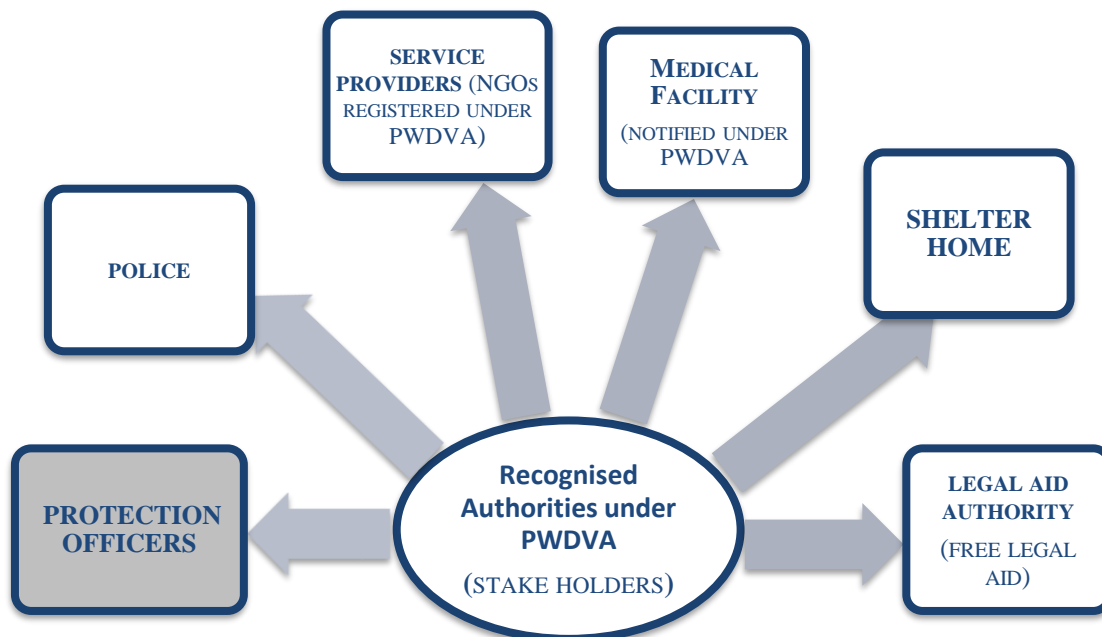 SERVICE
PROVIDERS (NGOS
REGISTERED UNDER
PWDVA)
MEDICAL
FACILITY
(NOTIFIED UNDER
PWDVA
SHELTER
HOME
POLICE
PROTECTION
OFFICERS
Recognised
Authorities under
PWDVA
(STAKE HOLDERS)
LEGAL AID
AUTHORITY
(FREE LEGAL
AID)